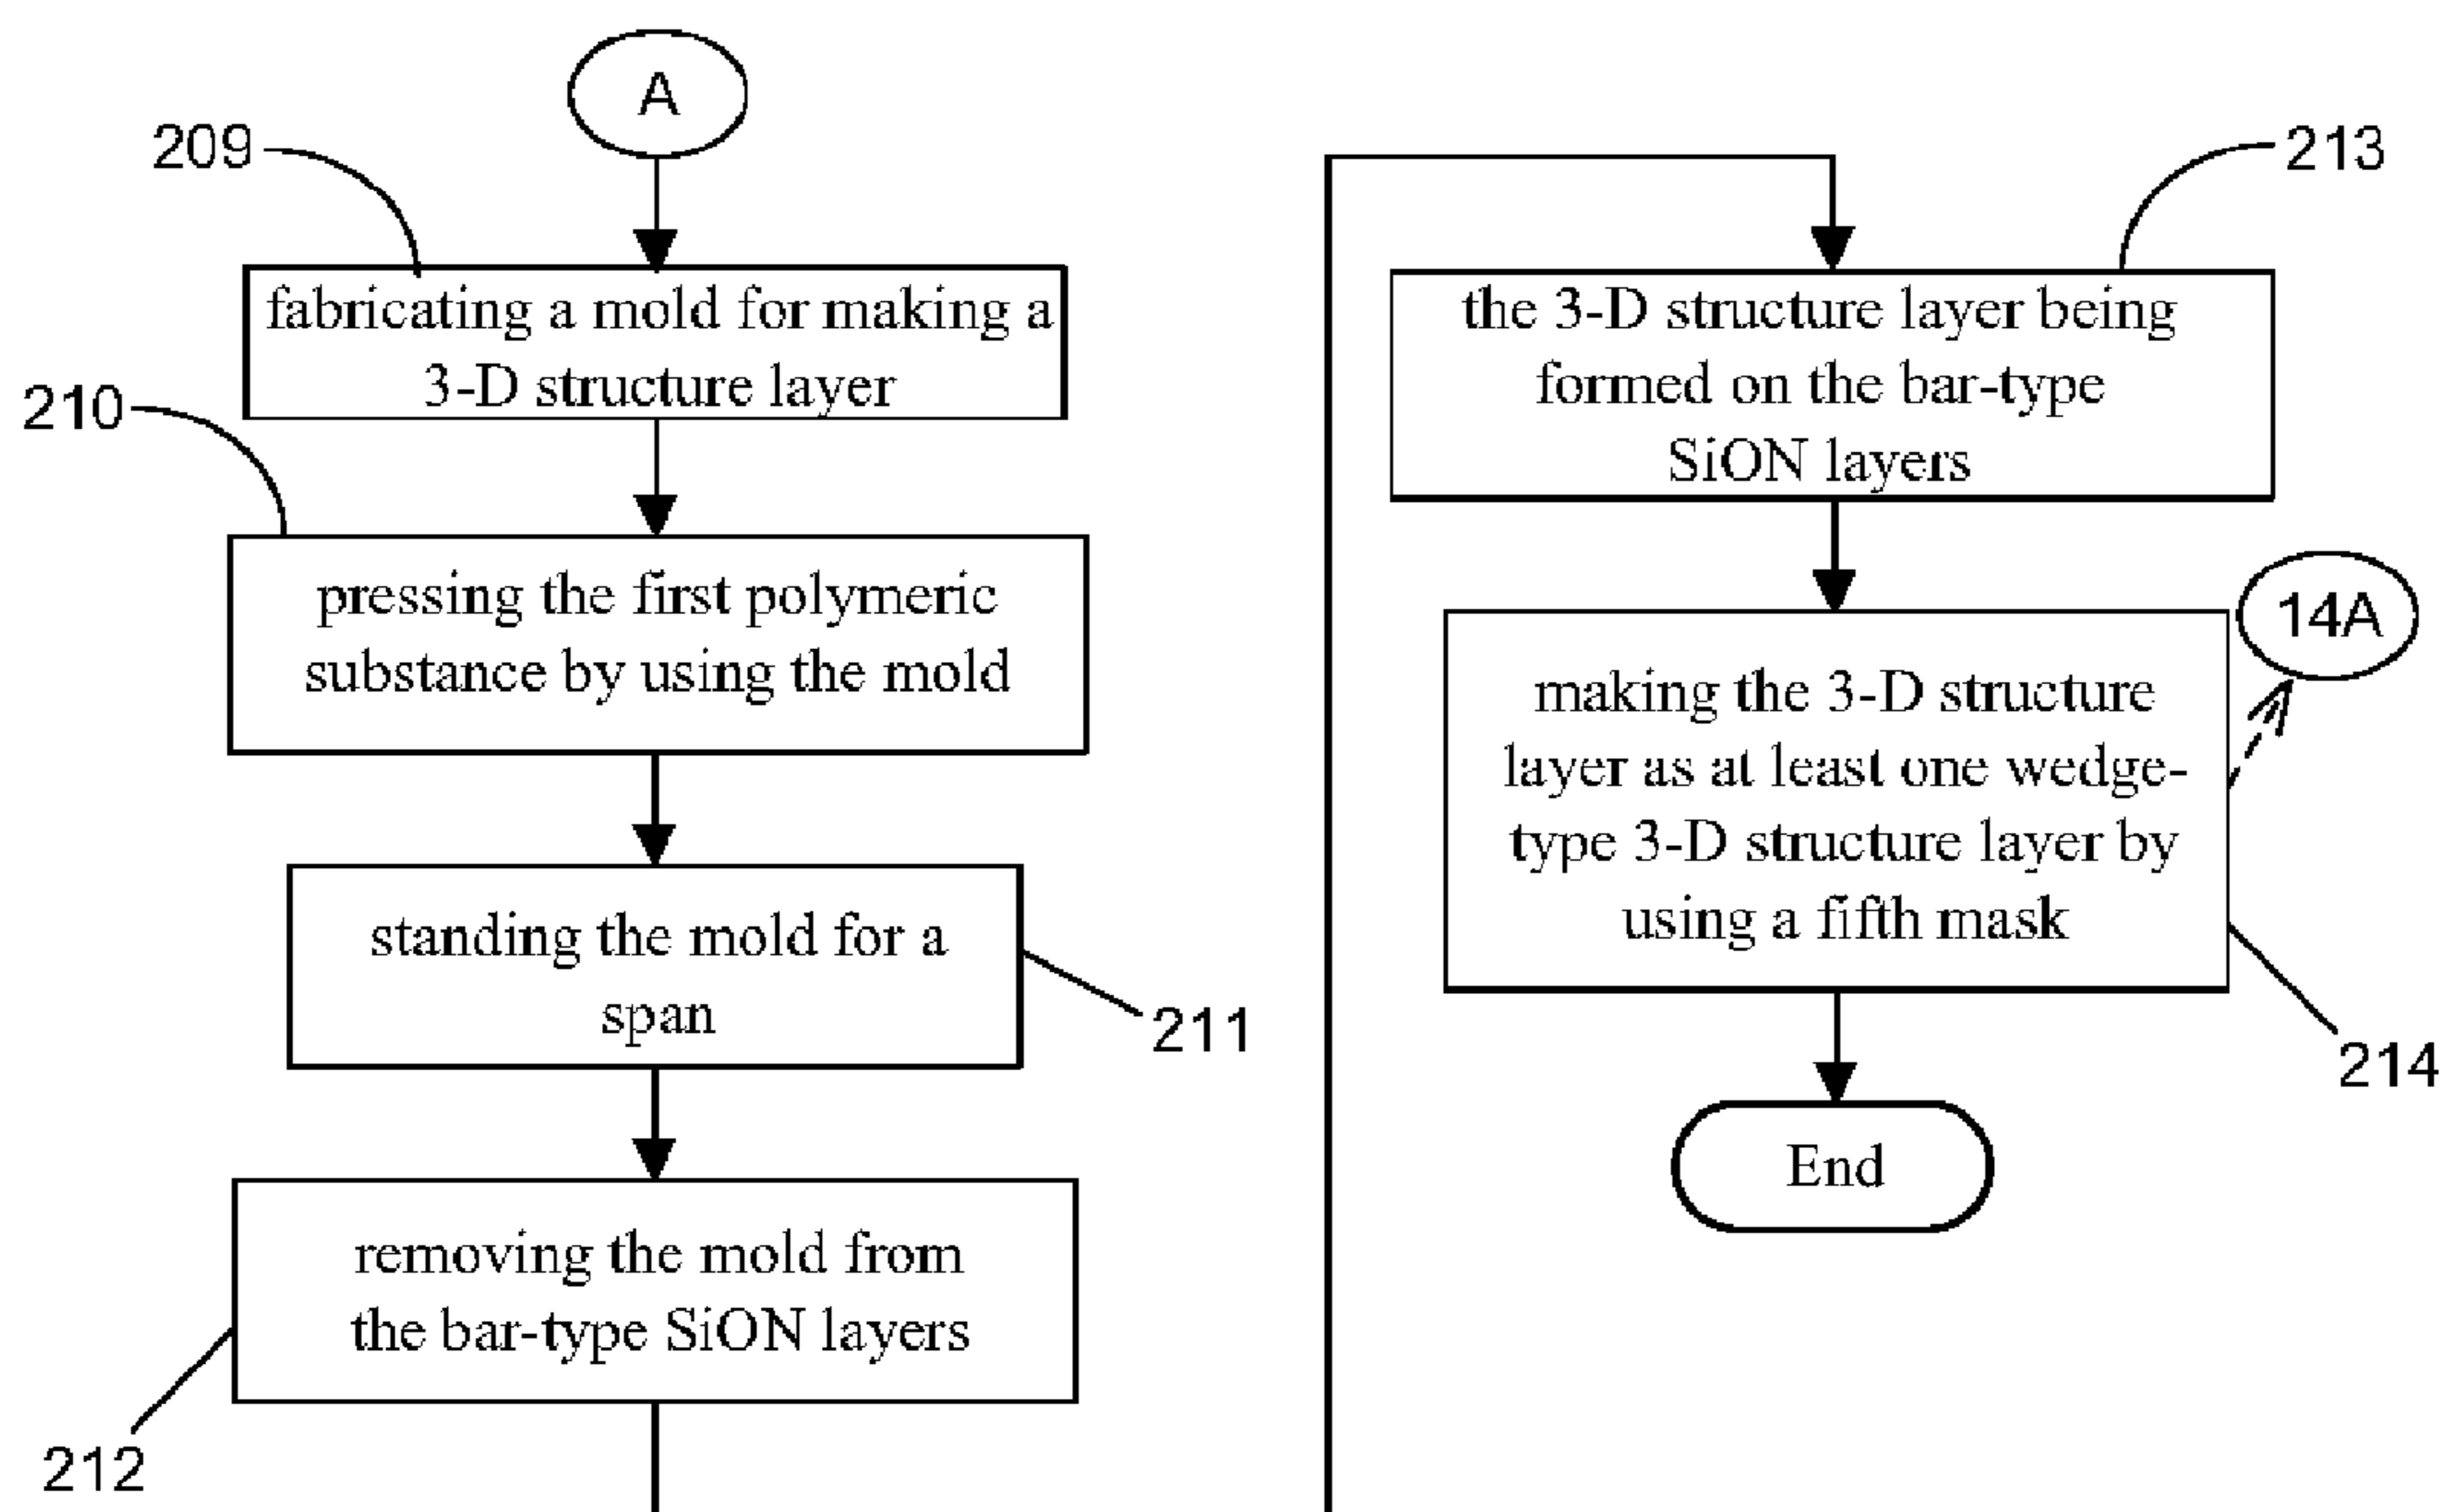 A
209
fabricating a mold for making a
3-D structure layer
210
pressing the first polymeric
substance by using the mold
standing the mold for a
span
211
removing the mold from
the bar-type SiON layers
212
213
the 3-D structure layer being
formed on the bar-type
SiON layers
14A
making the 3-D structure
layer as at least one wedge-
type 3-D structure layer by
using a fifth mask
214
End